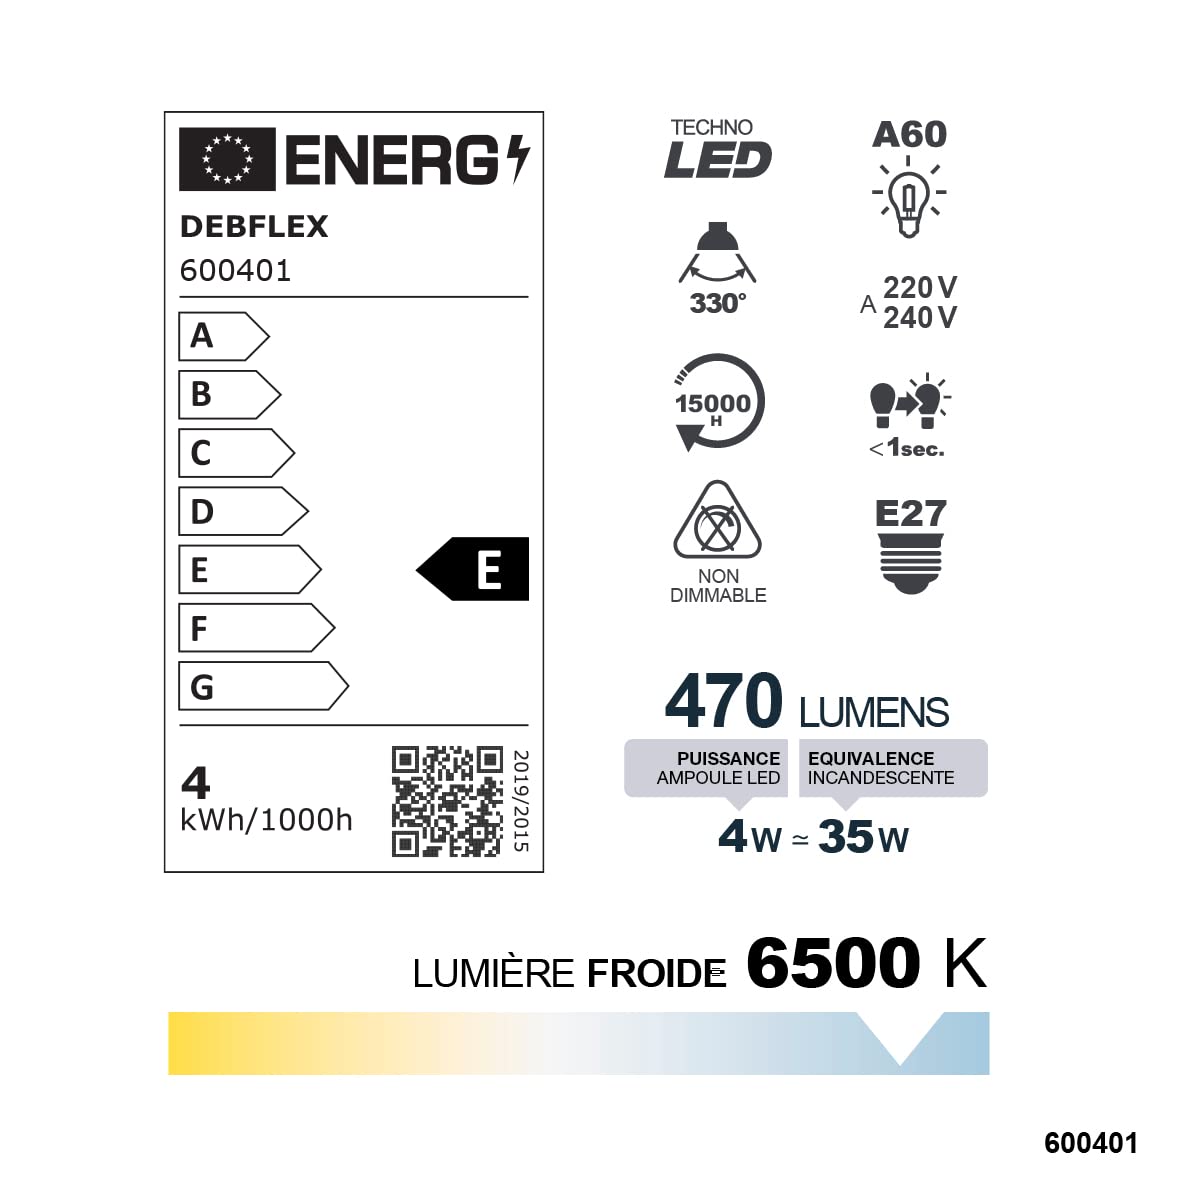 ENERG
DEBFLEX
600401
A
B
C
D
E
E
F
G
4
kWh/1000h
2019/2015
TECHNO
LED
A60
330°
220 V
A
240 V
15000
H
<1sec.
NON
DIMMABLE
E27
470 LUMENS
PUISSANCE
AMPOULE LED
EQUIVALENCE
INCANDESCENTE
4W ≃ 35W
LUMIÈRE FROIDE 6500 K
600401